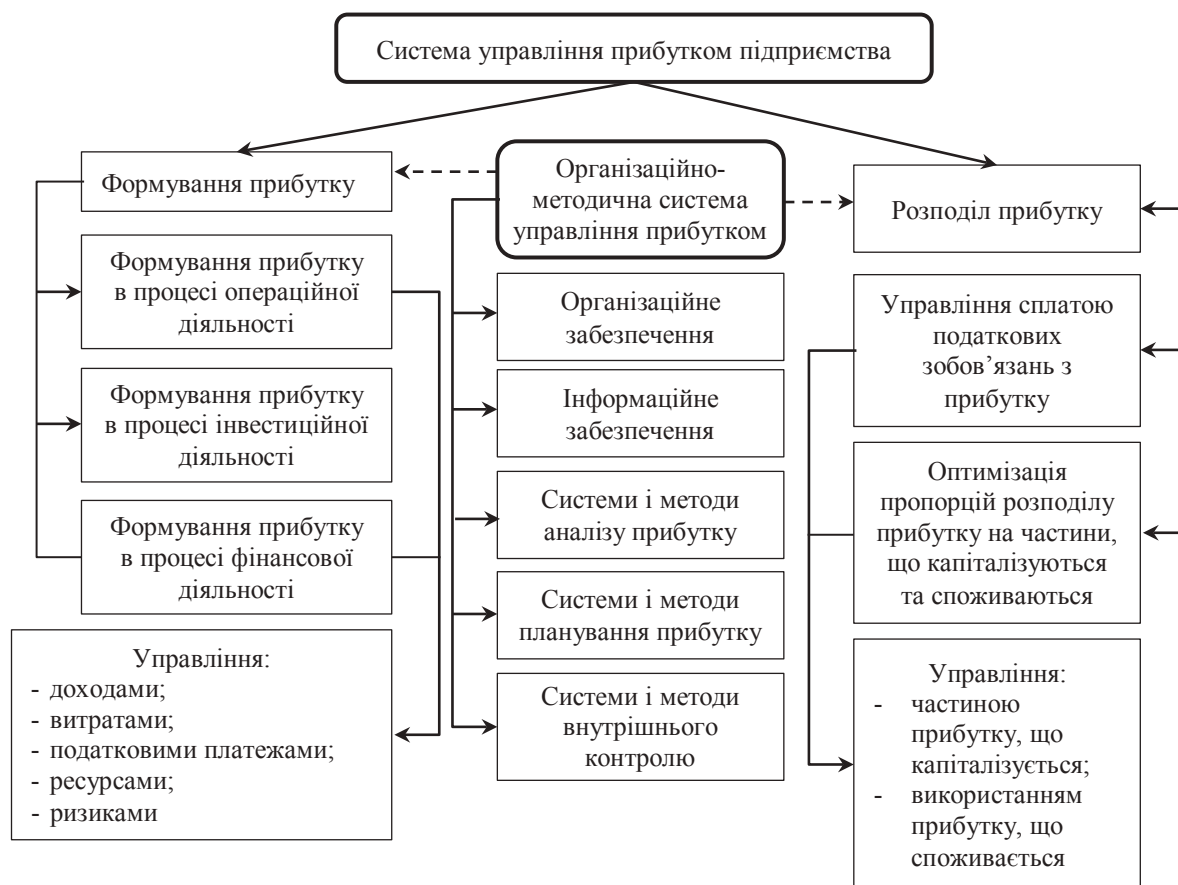 Система управління прибутком підприємства
Формування прибутку
Формування прибутку
в процесі операційної
діяльності
Формування прибутку
в процесі інвестиційної
діяльності
Формування прибутку
в процесі фінансової
діяльності
Управління:
- доходами;
- витратами;
- податковими платежами;
- ресурсами;
- ризиками
Організаційно-
методична система
управління прибутком
Організаційне
забезпечення
Інформаційне
забезпечення
Системи і методи
аналізу прибутку
Системи і методи
планування прибутку
Системи і методи
внутрішнього
контролю
Розподіл прибутку
Управління сплатою
податкових
зобов’язань з
прибутку
Оптимізація
пропорцій розподілу
прибутку на частини,
що капіталізуються
та споживаються
Управління:
- частиною
прибутку, що
капіталізується;
- використанням
прибутку, що
споживається